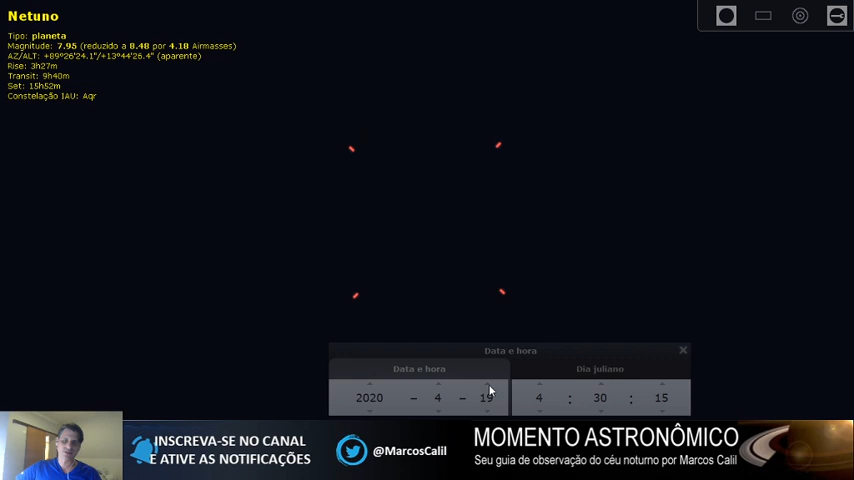 Netuno
Tipo: planeta
Magnitude: 7.95 (reduzido a 8.48 por 4.18 Airmasses)
AZ/ALT: +89°26'24.1"/+13°44'26.4" (aparente)
Rise: 3h27m
Transit: 9h40m
Set: 15h52m
Constelação IAU: Aqr
Data e hora
Data e hora
Dia juliano
2020 - 4 - 19
4 : 30 : 15
INSCREVA-SE NO CANAL
E ATIVE AS NOTIFICAÇÕES
@MarcosCalil
MOMENTO ASTRONÔMICO
Seu guia de observação do céu noturno por Marcos Calil